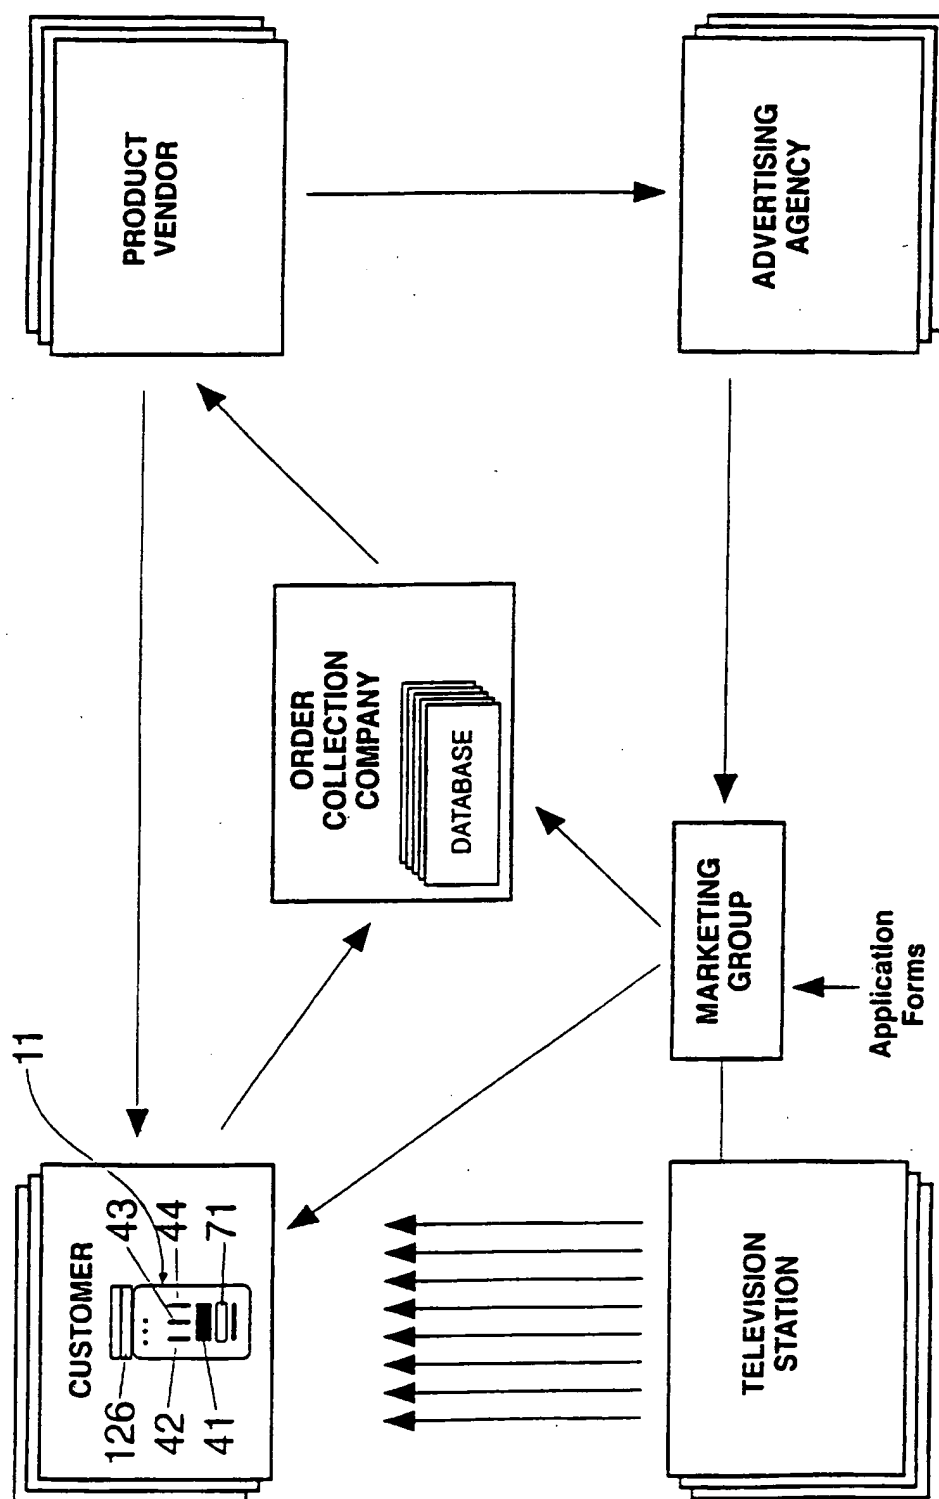 CUSTOMER
126
42
41
43
44
71
11
PRODUCT
VENDOR
ORDER
COLLECTION
COMPANY
DATABASE
TELEVISION
STATION
MARKETING
GROUP
Application
Forms
ADVERTISING
AGENCY